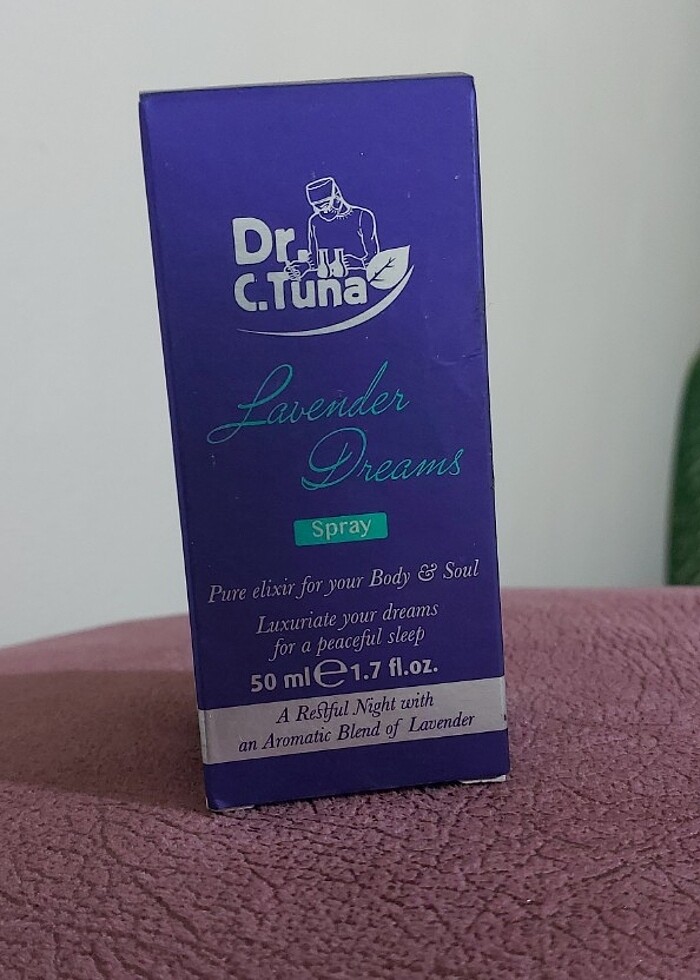 Dr.
C.Tuna
Lavender
Dreams
Spray
Pure elixir for your Body & Soul
Luxuriate your dreams
for a peaceful sleep
50 ml ℮ 1.7 fl.oz.
A Restful Night with
an Aromatic Blend of Lavender